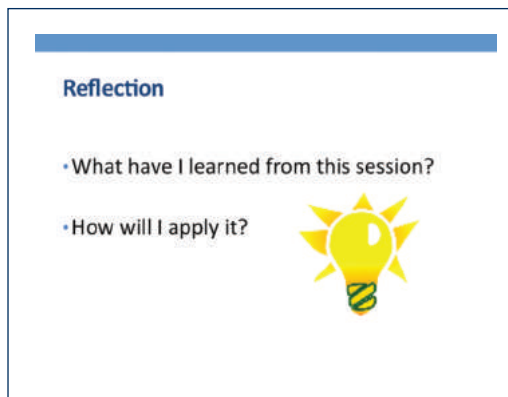 Reflection
•What have I learned from this session?
•How will I apply it?